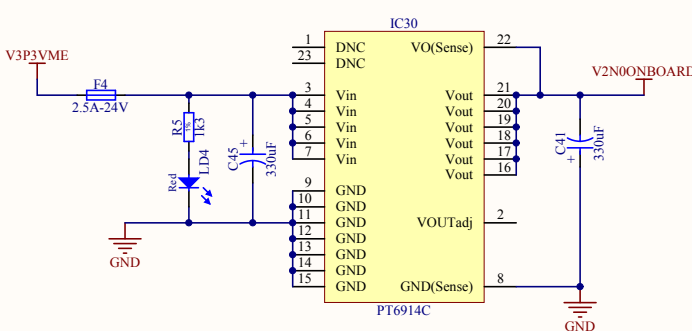 IC30
V3P3VME
F4
2.5A-24V
R5
1%
1k3
Red
LD4
C45
+
330uF
GND
1 DNC VO(Sense) 22
23 DNC
3 Vin Vout 21
4 Vin Vout 20
5 Vin Vout 19
6 Vin Vout 18
7 Vin Vout 17
Vout 16
9 GND
10 GND
11 GND VOUTadj 2
12 GND
13 GND
14 GND
15 GND GND(Sense) 8
PT6914C
V2N0ONBOARD
C41
+
330uF
GND